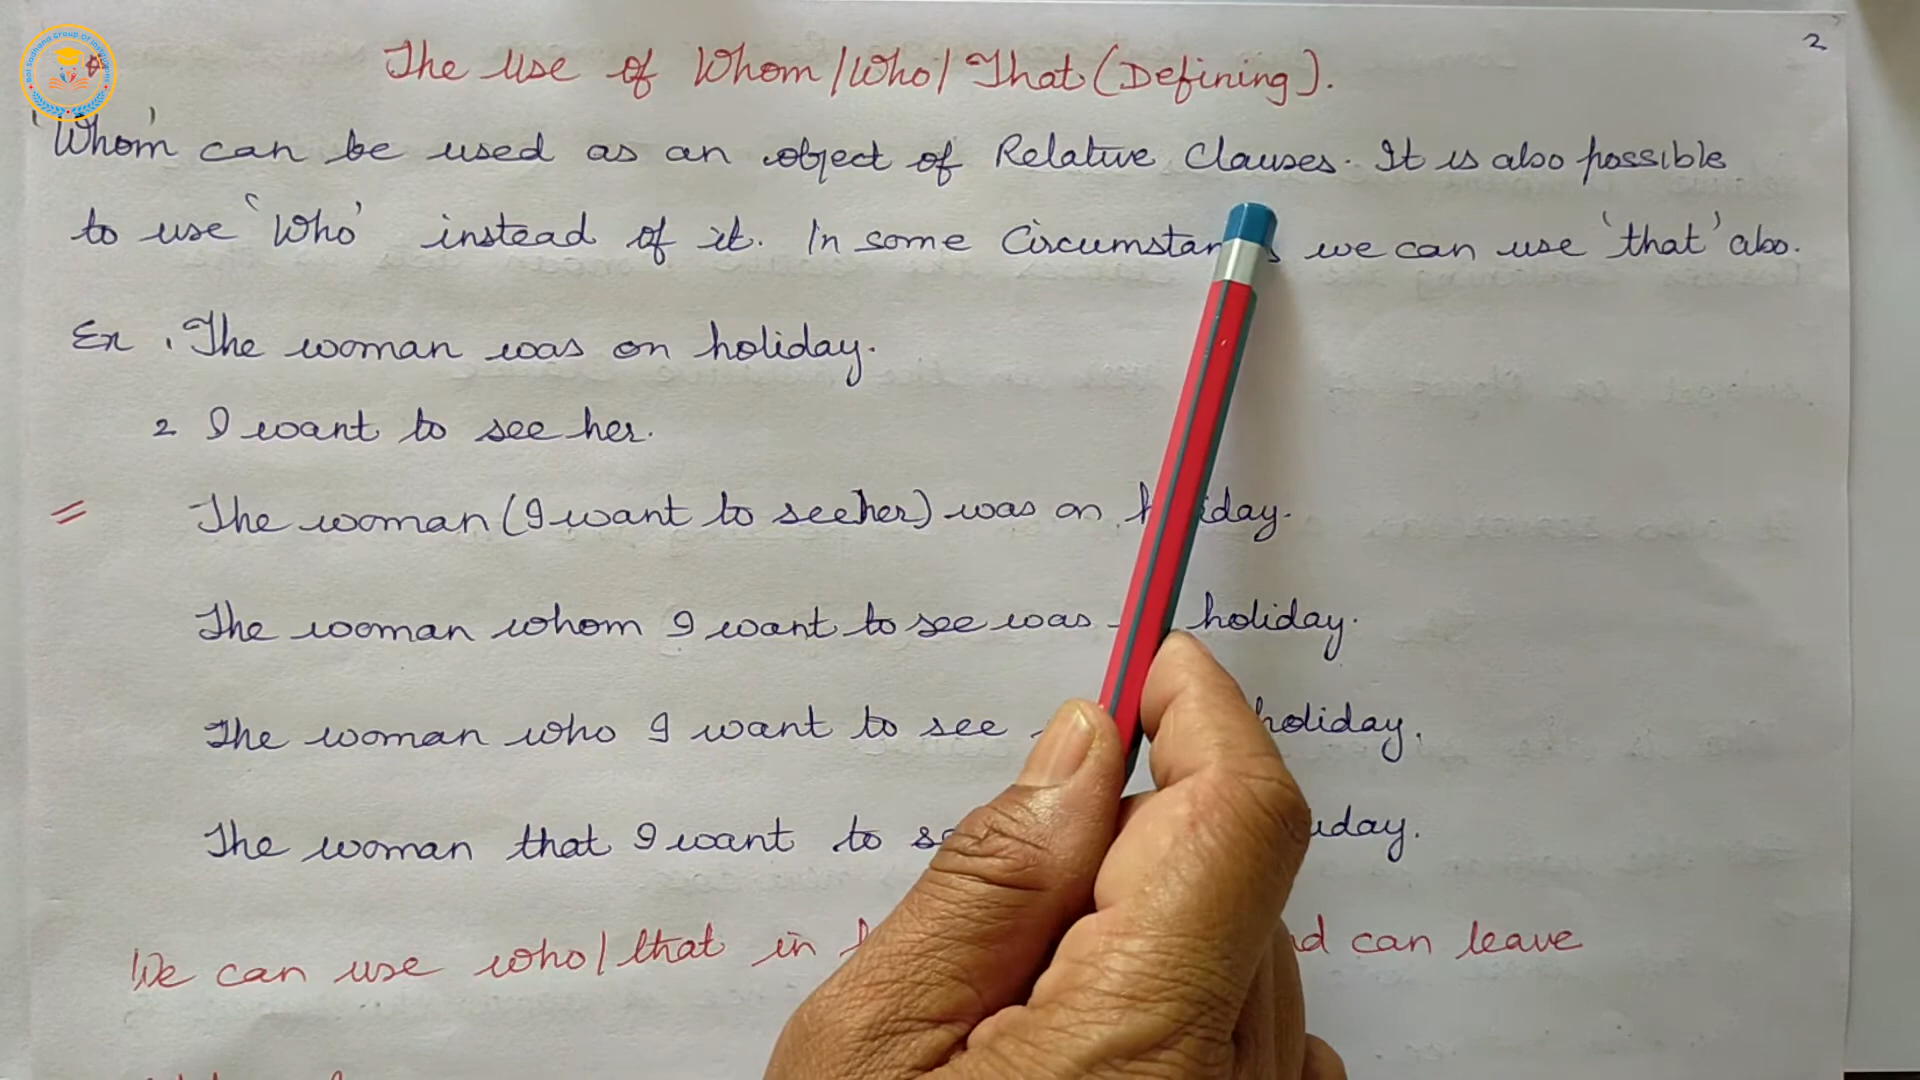 2
The Use of Whom/Who/That (Defining).
'Whom' can be used as an object of Relative Clauses. It is also possible
to use 'Who' instead of it. In some we can use 'that' also.
Ex 1 The woman was on holiday.
2 I want to see her.
= The woman (I want to see her) was on
The woman whom I want to see was holiday.
The woman who I want to see holiday.
The woman that I want to
We can use who/that in can leave